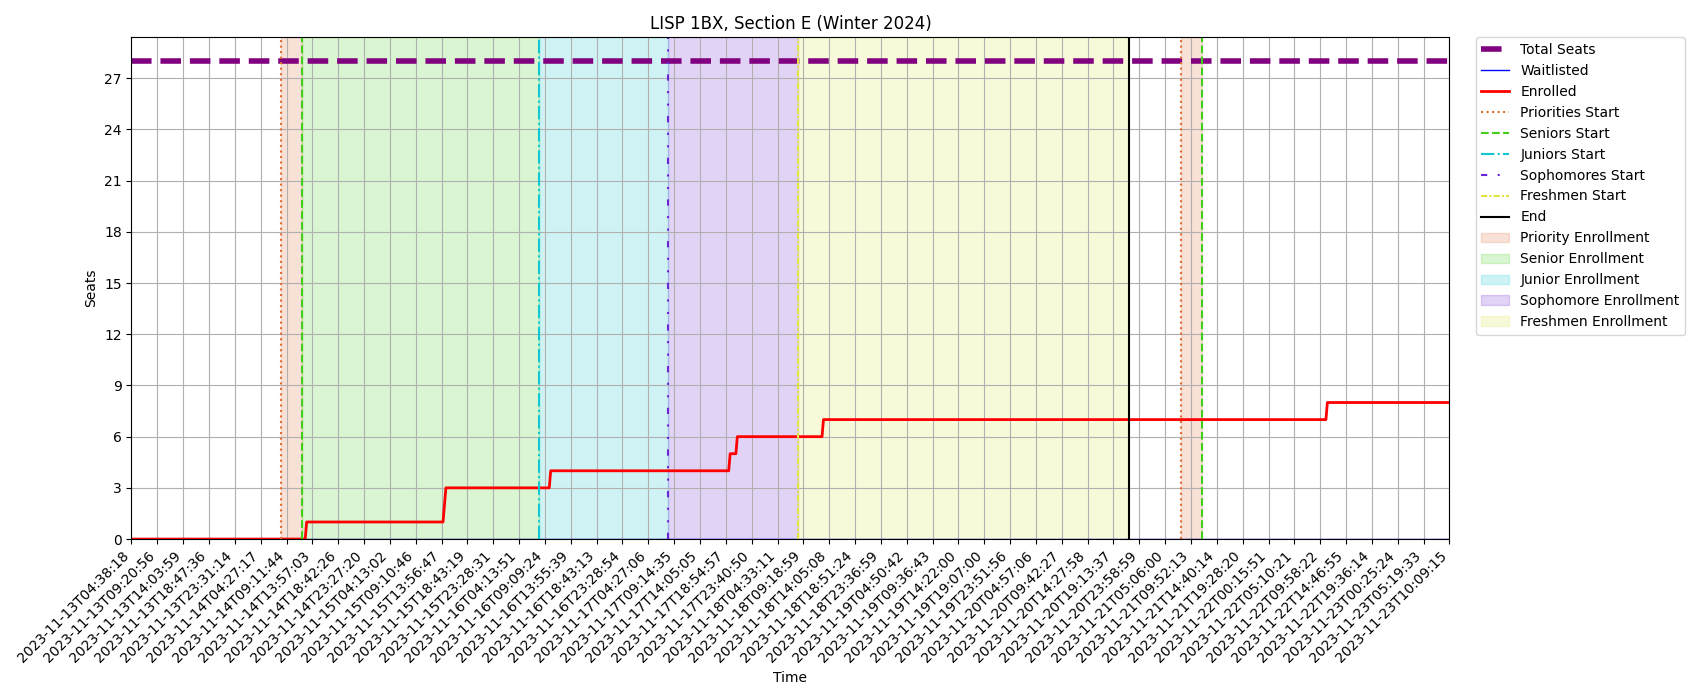 LISP 1BX, Section E (Winter 2024)
Total Seats
Waitlisted
Enrolled
Priorities Start
Seniors Start
Juniors Start
Sophomores Start
Freshmen Start
End
Priority Enrollment
Senior Enrollment
Junior Enrollment
Sophomore Enrollment
Freshmen Enrollment
Seats
27
24
21
18
15
12
9
6
3
0
2023-11-13T04:38:18
2023-11-13T09:20:56
2023-11-13T14:03:59
2023-11-13T18:47:36
2023-11-13T23:31:14
2023-11-14T04:27:17
2023-11-14T09:11:44
2023-11-14T13:57:03
2023-11-14T18:42:26
2023-11-14T23:27:20
2023-11-15T04:13:02
2023-11-15T09:10:46
2023-11-15T13:56:47
2023-11-15T18:43:19
2023-11-15T23:28:31
2023-11-16T04:13:51
2023-11-16T09:09:24
2023-11-16T13:55:39
2023-11-16T18:43:13
2023-11-16T23:28:54
2023-11-17T04:27:06
2023-11-17T09:14:35
2023-11-17T14:05:05
2023-11-17T18:54:57
2023-11-17T23:40:50
2023-11-18T04:33:11
2023-11-18T09:18:59
2023-11-18T14:05:08
2023-11-18T18:51:24
2023-11-18T23:36:59
2023-11-19T04:50:42
2023-11-19T09:36:43
2023-11-19T14:22:00
2023-11-19T19:07:00
2023-11-19T23:51:56
2023-11-20T04:57:06
2023-11-20T09:42:27
2023-11-20T14:27:58
2023-11-20T19:13:37
2023-11-20T23:58:59
2023-11-21T05:06:00
2023-11-21T09:52:13
2023-11-21T14:40:14
2023-11-21T19:28:20
2023-11-22T00:15:51
2023-11-22T05:10:21
2023-11-22T09:58:22
2023-11-22T14:46:55
2023-11-22T19:36:14
2023-11-23T00:25:24
2023-11-23T05:19:33
2023-11-23T10:09:15
Time